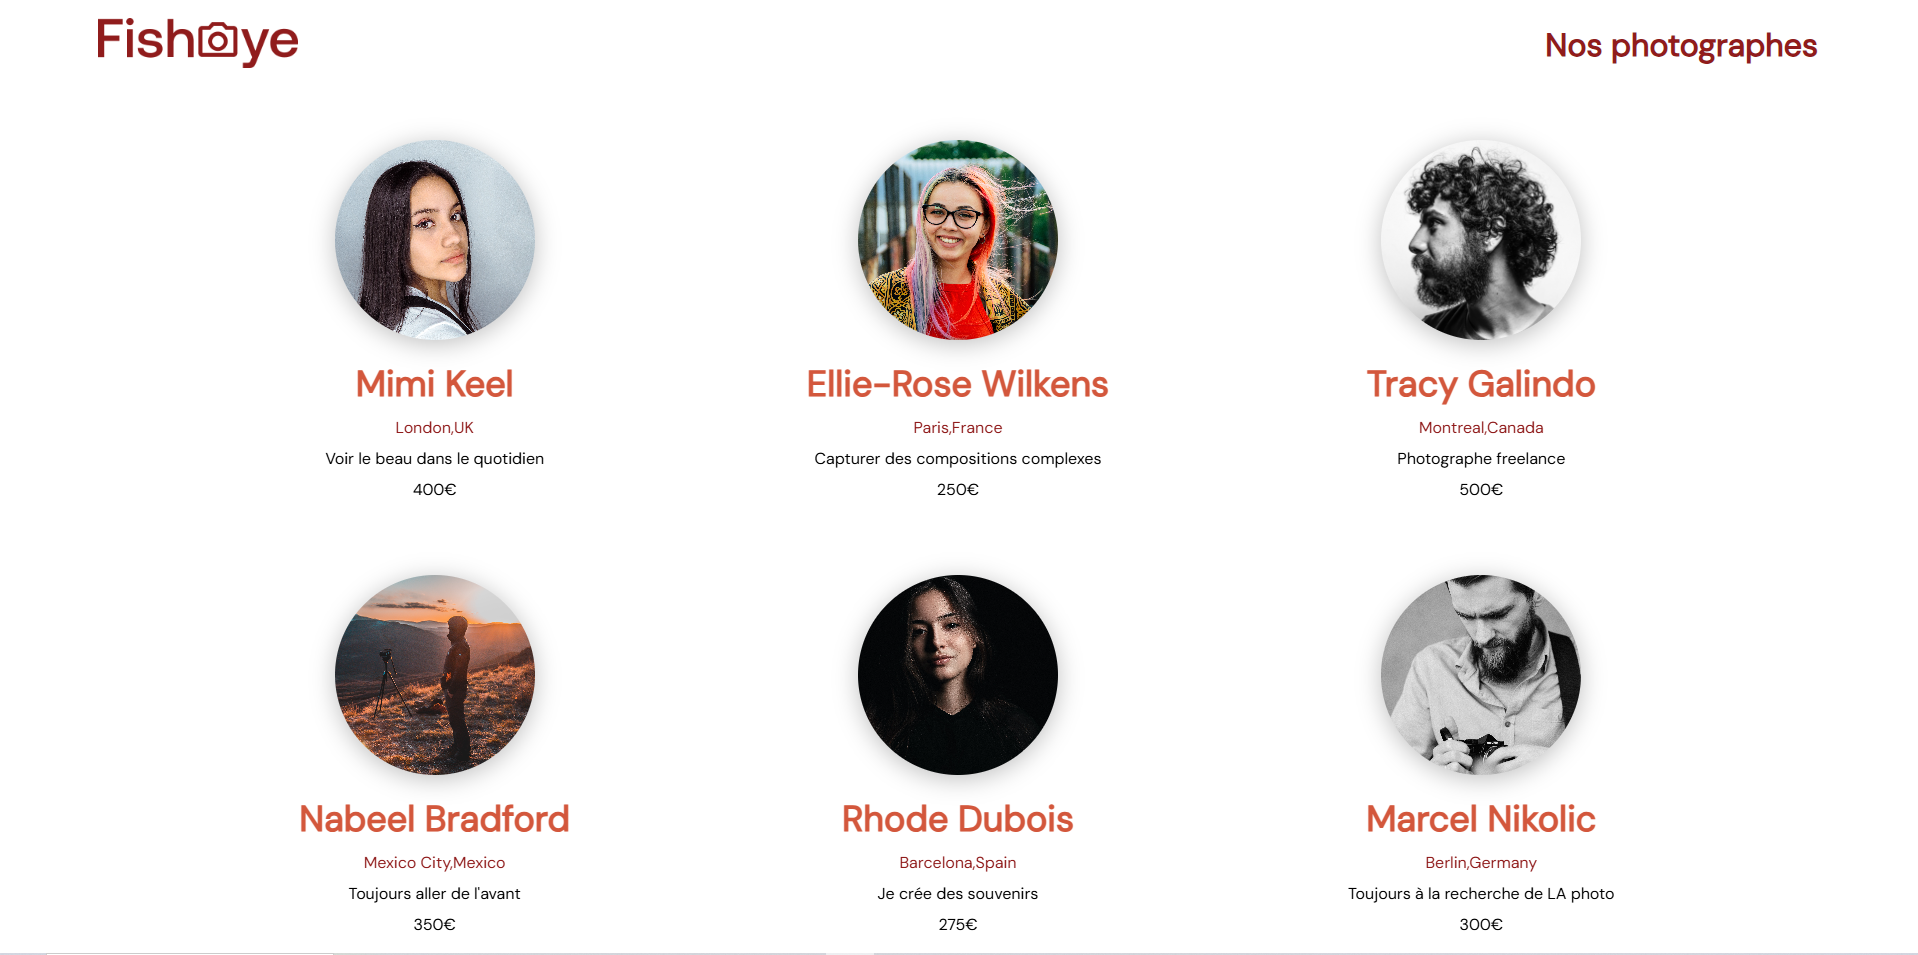 Fisheye
Nos photographes
Mimi Keel
London,UK
Voir le beau dans le quotidien
400€
Ellie-Rose Wilkens
Paris,France
Capturer des compositions complexes
250€
Tracy Galindo
Montreal,Canada
Photographe freelance
500€
Nabeel Bradford
Mexico City,Mexico
Toujours aller de l'avant
350€
Rhode Dubois
Barcelona,Spain
Je crée des souvenirs
275€
Marcel Nikolic
Berlin,Germany
Toujours à la recherche de LA photo
300€